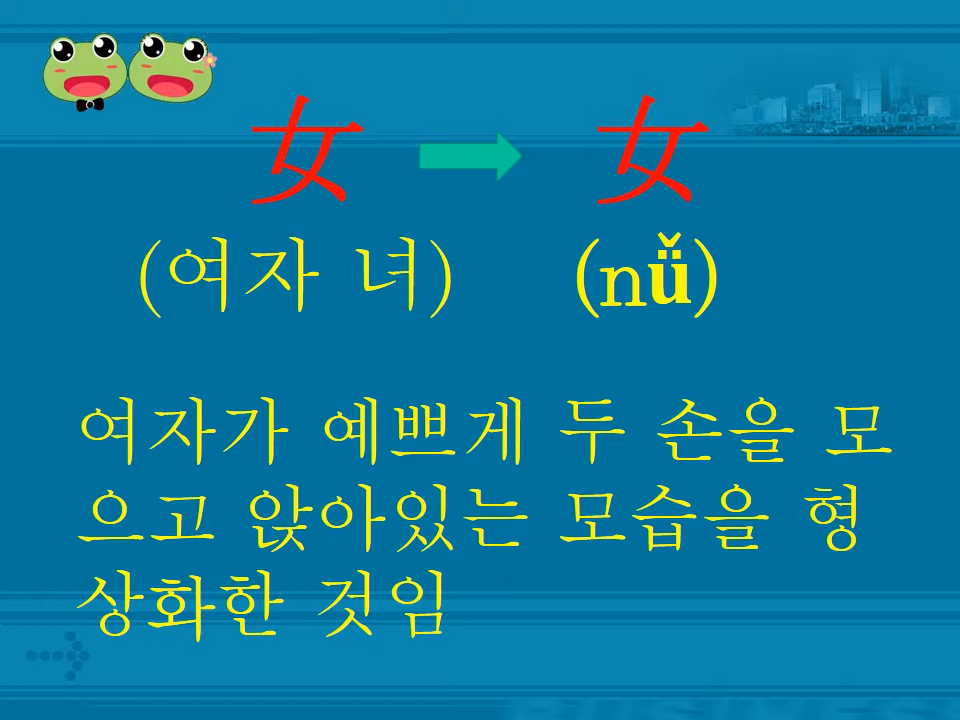 女 女
(여자 녀) (nǚ)
여자가 예쁘게 두 손을 모
으고 앉아있는 모습을 형
상화한 것임